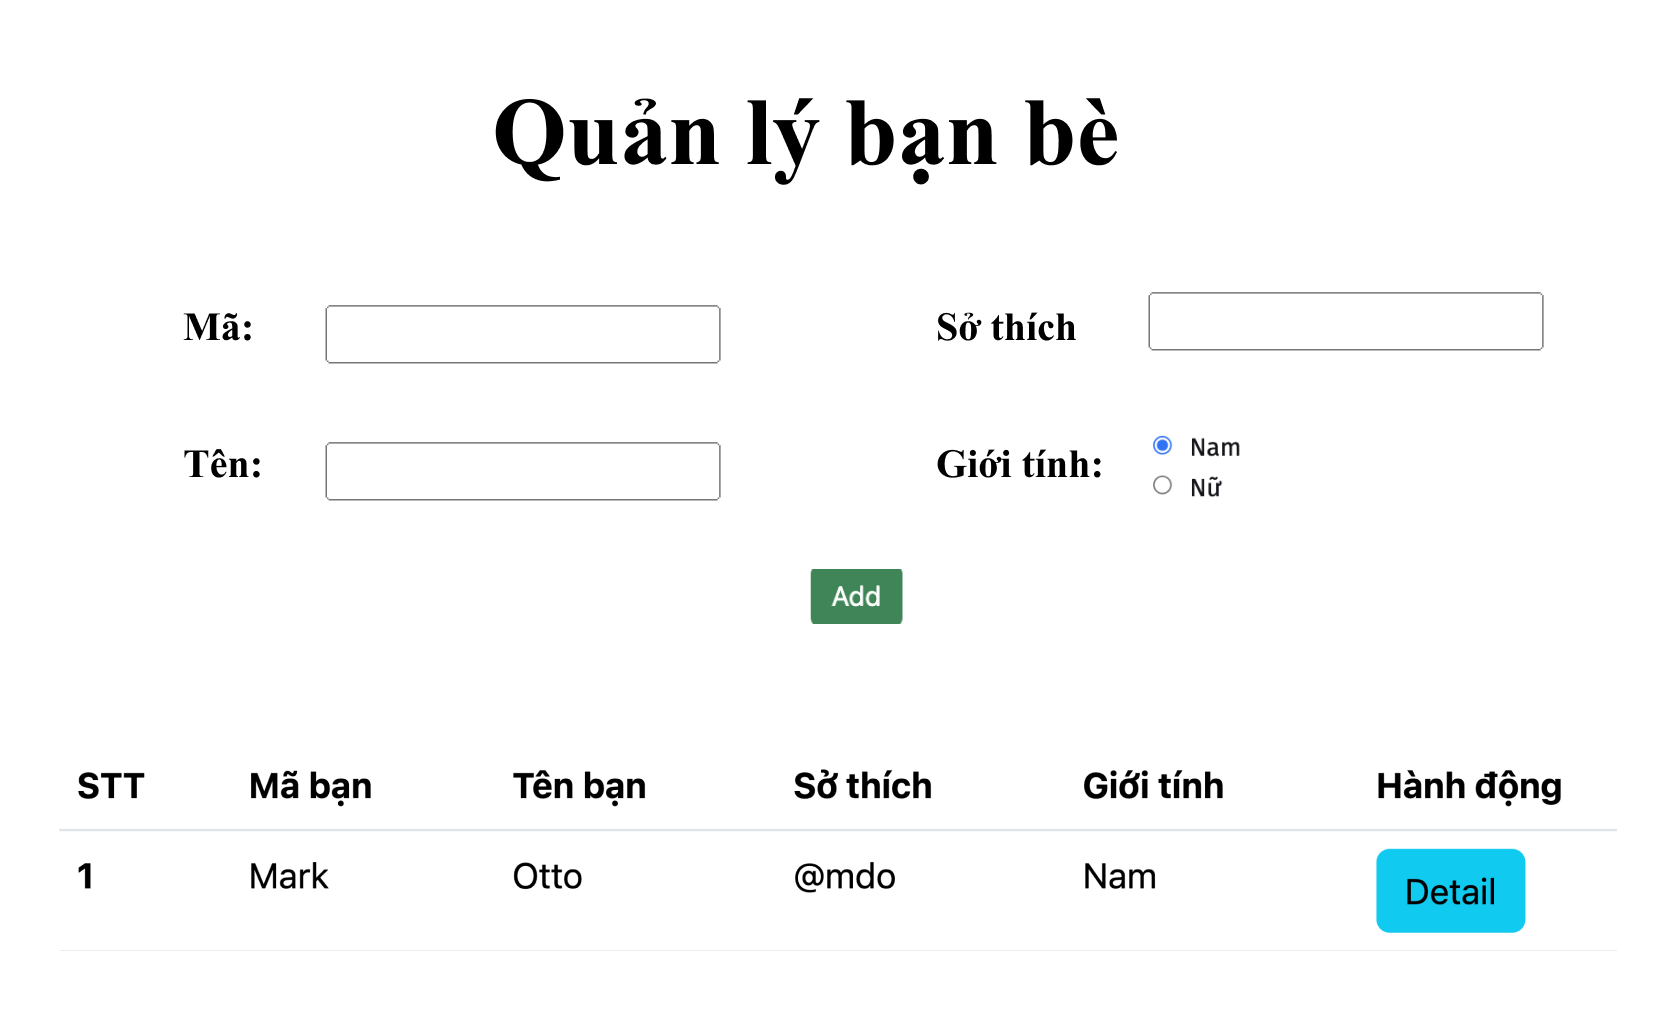 Quản lý bạn bè
Mã:
Sở thích
Tên:
Giới tính:
Nam
Nữ
Add
STT Mã bạn Tên bạn Sở thích Giới tính Hành động
1 Mark Otto @mdo Nam Detail